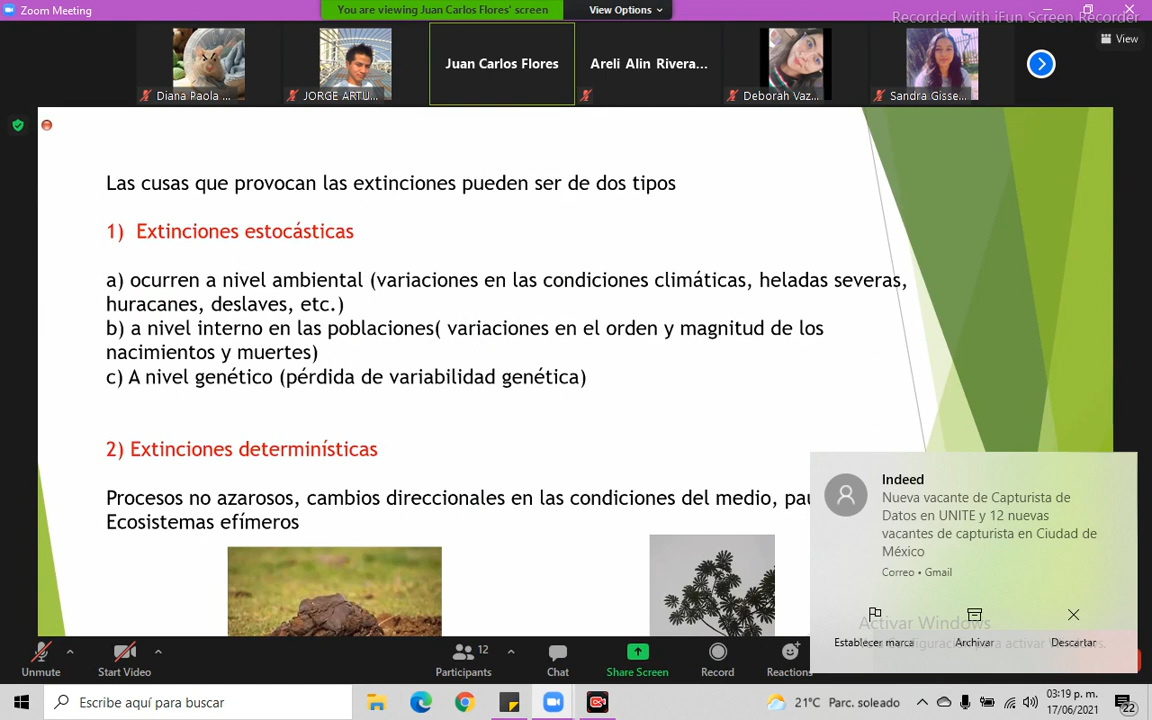 Zoom Meeting
You are viewing Juan Carlos Flores' screen
View Options
Recorded with iFun Screen Recorder
View
Juan Carlos Flores
Areli Alin Rivera...
Diana Paola ...
JORGE ARTU...
Deborah Vaz...
Sandra Gisse...
Las cusas que provocan las extinciones pueden ser de dos tipos
1) Extinciones estocásticas
a) ocurren a nivel ambiental (variaciones en las condiciones climáticas, heladas severas,
huracanes, deslaves, etc.)
b) a nivel interno en las poblaciones( variaciones en el orden y magnitud de los
nacimientos y muertes)
c) A nivel genético (pérdida de variabilidad genética)
2) Extinciones determinísticas
Procesos no azarosos, cambios direccionales en las condiciones del medio,
Ecosistemas efímeros
Indeed
Nueva vacante de Capturista de
Datos en UNITE y 12 nuevas
vacantes de capturista en Ciudad de
México
Correo • Gmail
Activar Windows
Establecer marca
Archivar
Descartar
Configuración para activar Windows.
Unmute
Start Video
Participants
12
Chat
Share Screen
Record
Reactions
Escribe aquí para buscar
21°C Parc. soleado
03:19 p. m.
17/06/2021
22